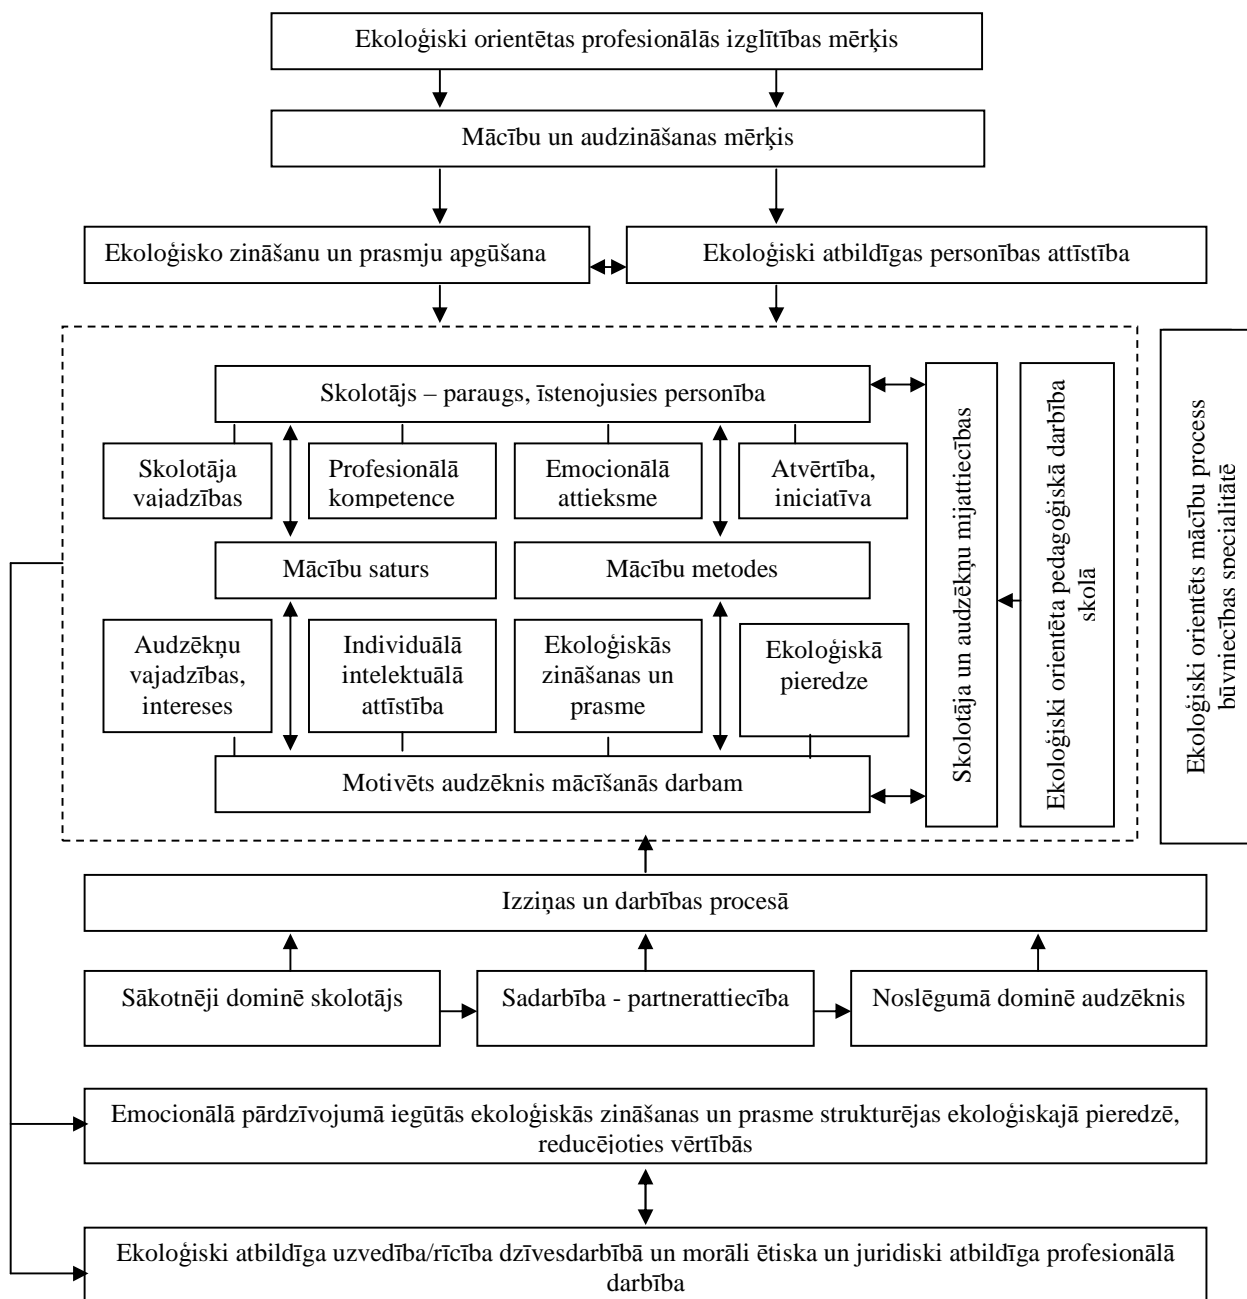 Ekoloģiski orientētas profesionālās izglītības mērķis
Mācību un audzināšanas mērķis
Ekoloģisko zināšanu un prasmju apgūšana
Ekoloģiski atbildīgas personības attīstība
Skolotājs – paraugs, īstenojusies personība
Skolotāja
vajadzības
Profesionālā
kompetence
Emocionālā
attieksme
Atvērtība,
iniciatīva
Mācību saturs
Mācību metodes
Audzēkņu
vajadzības,
intereses
Individuālā
intelektuālā
attīstība
Ekoloģiskās
zināšanas un
prasme
Ekoloģiskā
pieredze
Motivēts audzēknis mācīšanās darbam
Skolotāja un audzēkņu mijattiecības
Ekoloģiski orientēta pedagoģiskā darbība
skolā
Ekoloģiski orientēts mācību process
būvniecības specialitātē
Izziņas un darbības procesā
Sākotnēji dominē skolotājs
Sadarbība - partnerattiecība
Noslēgumā dominē audzēknis
Emocionālā pārdzīvojumā iegūtās ekoloģiskās zināšanas un prasme strukturējas ekoloģiskajā pieredzē,
reducējoties vērtībās
Ekoloģiski atbildīga uzvedība/rīcība dzīvesdarbībā un morāli ētiska un juridiski atbildīga profesionālā
darbība